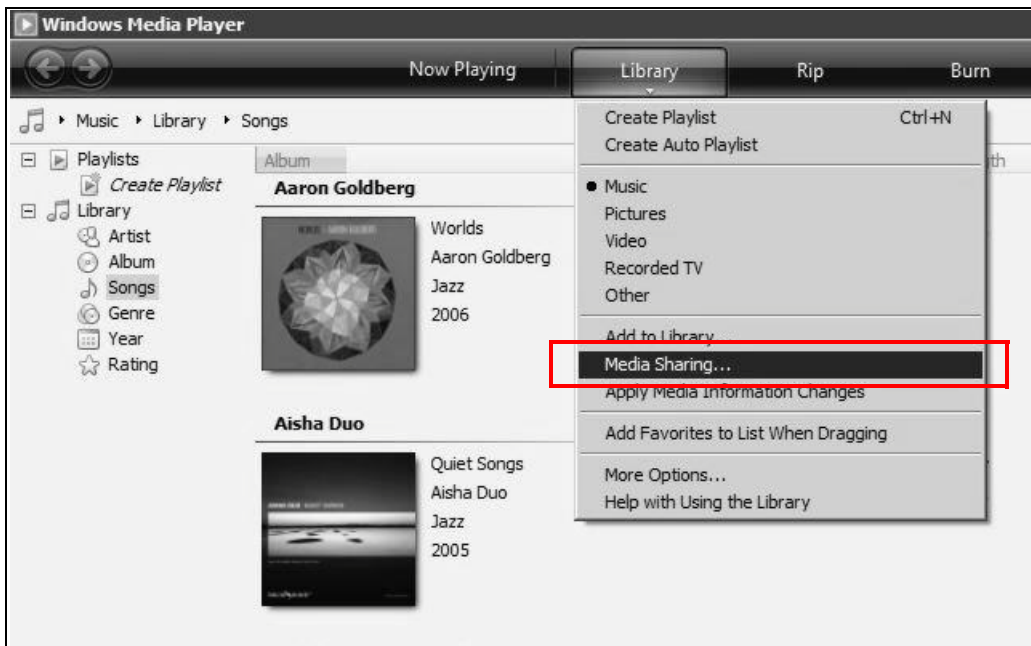 Windows Media Player
Now Playing
Library
Rip
Burn
Music
Library
Songs
Playlists
Create Playlist
Library
Artist
Album
Songs
Genre
Year
Rating
Album
Aaron Goldberg
Worlds
Aaron Goldberg
Jazz
2006
Aisha Duo
Quiet Songs
Aisha Duo
Jazz
2005
Create Playlist Ctrl+N
Create Auto Playlist
Music
Pictures
Video
Recorded TV
Other
Add to Library...
Media Sharing...
Apply Media Information Changes
Add Favorites to List When Dragging
More Options...
Help with Using the Library